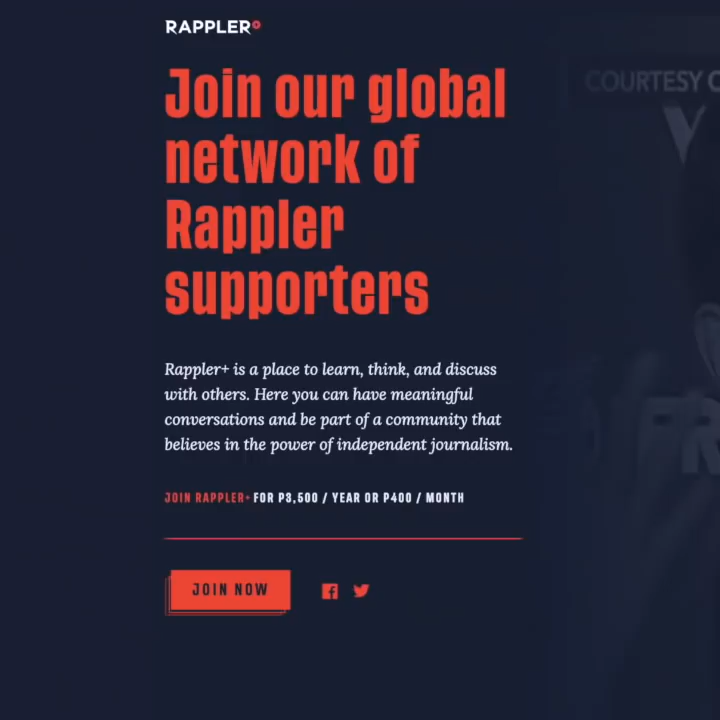 RAPPLER+
Join our global
network of
Rappler
supporters
Rappler+ is a place to learn, think, and discuss
with others. Here you can have meaningful
conversations and be part of a community that
believes in the power of independent journalism.
JOIN RAPPLER+ FOR P3,500 / YEAR OR P400 / MONTH
JOIN NOW
COURTESY